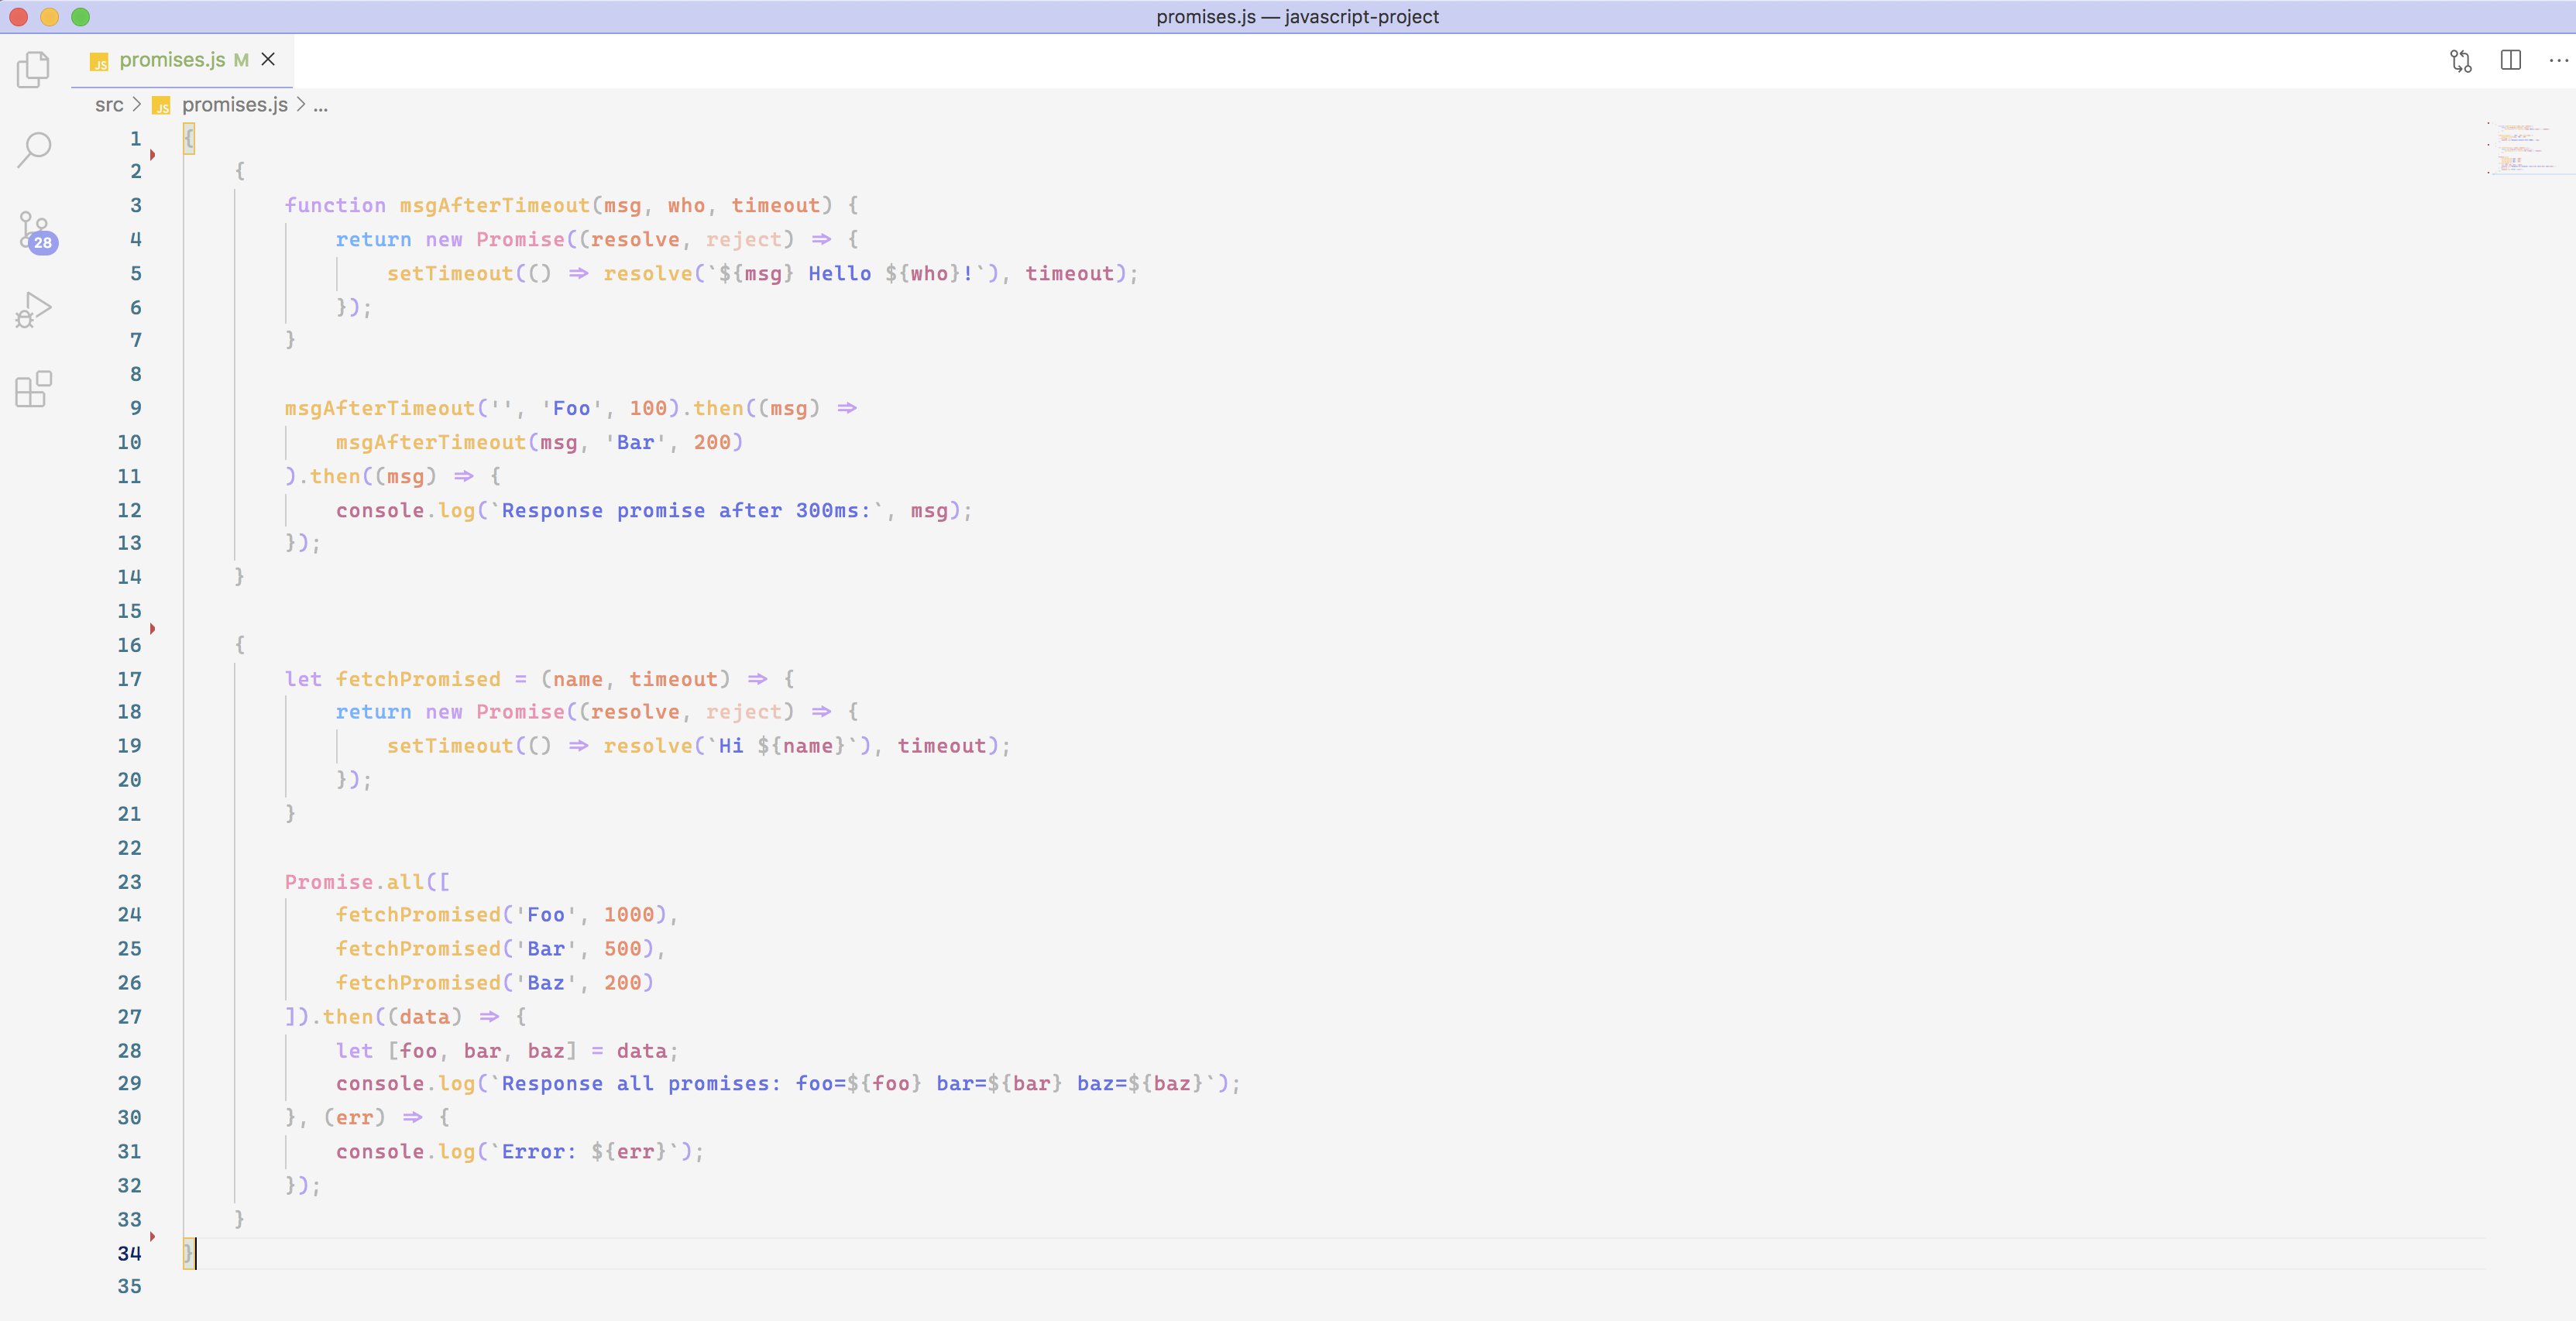 promises.js — javascript-project
JS promises.js M
src > JS promises.js > ...
28
1 {
2     {
3         function msgAfterTimeout(msg, who, timeout) {
4             return new Promise((resolve, reject) => {
5                 setTimeout(() => resolve(`${msg} Hello ${who}!`), timeout);
6             });
7         }
8
9         msgAfterTimeout('', 'Foo', 100).then((msg) =>
10             msgAfterTimeout(msg, 'Bar', 200)
11         ).then((msg) => {
12             console.log(`Response promise after 300ms:`, msg);
13         });
14     }
15
16     {
17         let fetchPromised = (name, timeout) => {
18             return new Promise((resolve, reject) => {
19                 setTimeout(() => resolve(`Hi ${name}`), timeout);
20             });
21         }
22
23         Promise.all([
24             fetchPromised('Foo', 1000),
25             fetchPromised('Bar', 500),
26             fetchPromised('Baz', 200)
27         ]).then((data) => {
28             let [foo, bar, baz] = data;
29             console.log(`Response all promises: foo=${foo} bar=${bar} baz=${baz}`);
30         }, (err) => {
31             console.log(`Error: ${err}`);
32         });
33     }
34 }
35